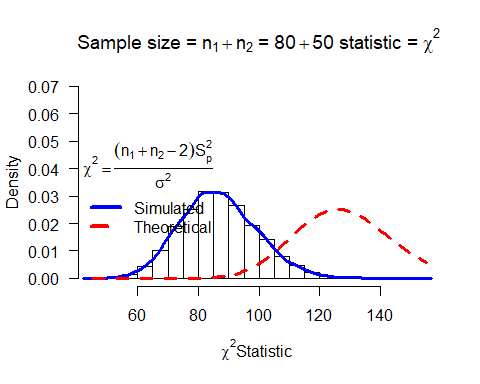 Sample size = n₁ + n₂ = 80 + 50 statistic = χ²
Density
0.07
0.06
0.05
0.04
0.03
0.02
0.01
0.00
χ² = (n₁ + n₂ − 2)Sₚ² / σ²
Simulated
Theoretical
60 80 100 120 140
χ²Statistic